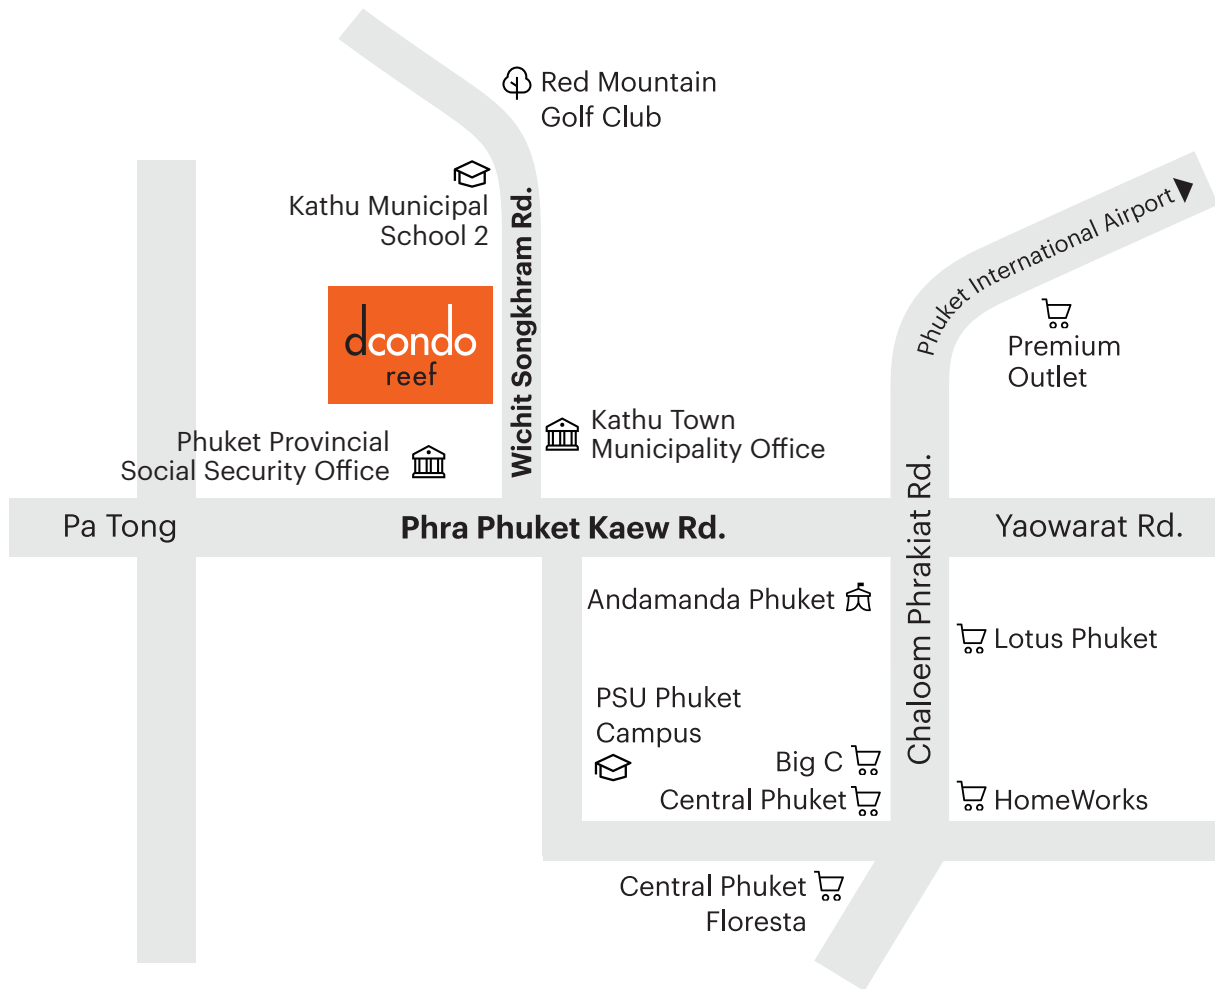 Red Mountain
Golf Club
Kathu Municipal
School 2
Wichit Songkhram Rd.
Phuket International Airport
dcondo
reef
Premium
Outlet
Kathu Town
Municipality Office
Phuket Provincial
Social Security Office
Pa Tong
Phra Phuket Kaew Rd.
Yaowarat Rd.
Chaloem Phrakiat Rd.
Andamanda Phuket
Lotus Phuket
PSU Phuket
Campus
Big C
Central Phuket
HomeWorks
Central Phuket
Floresta